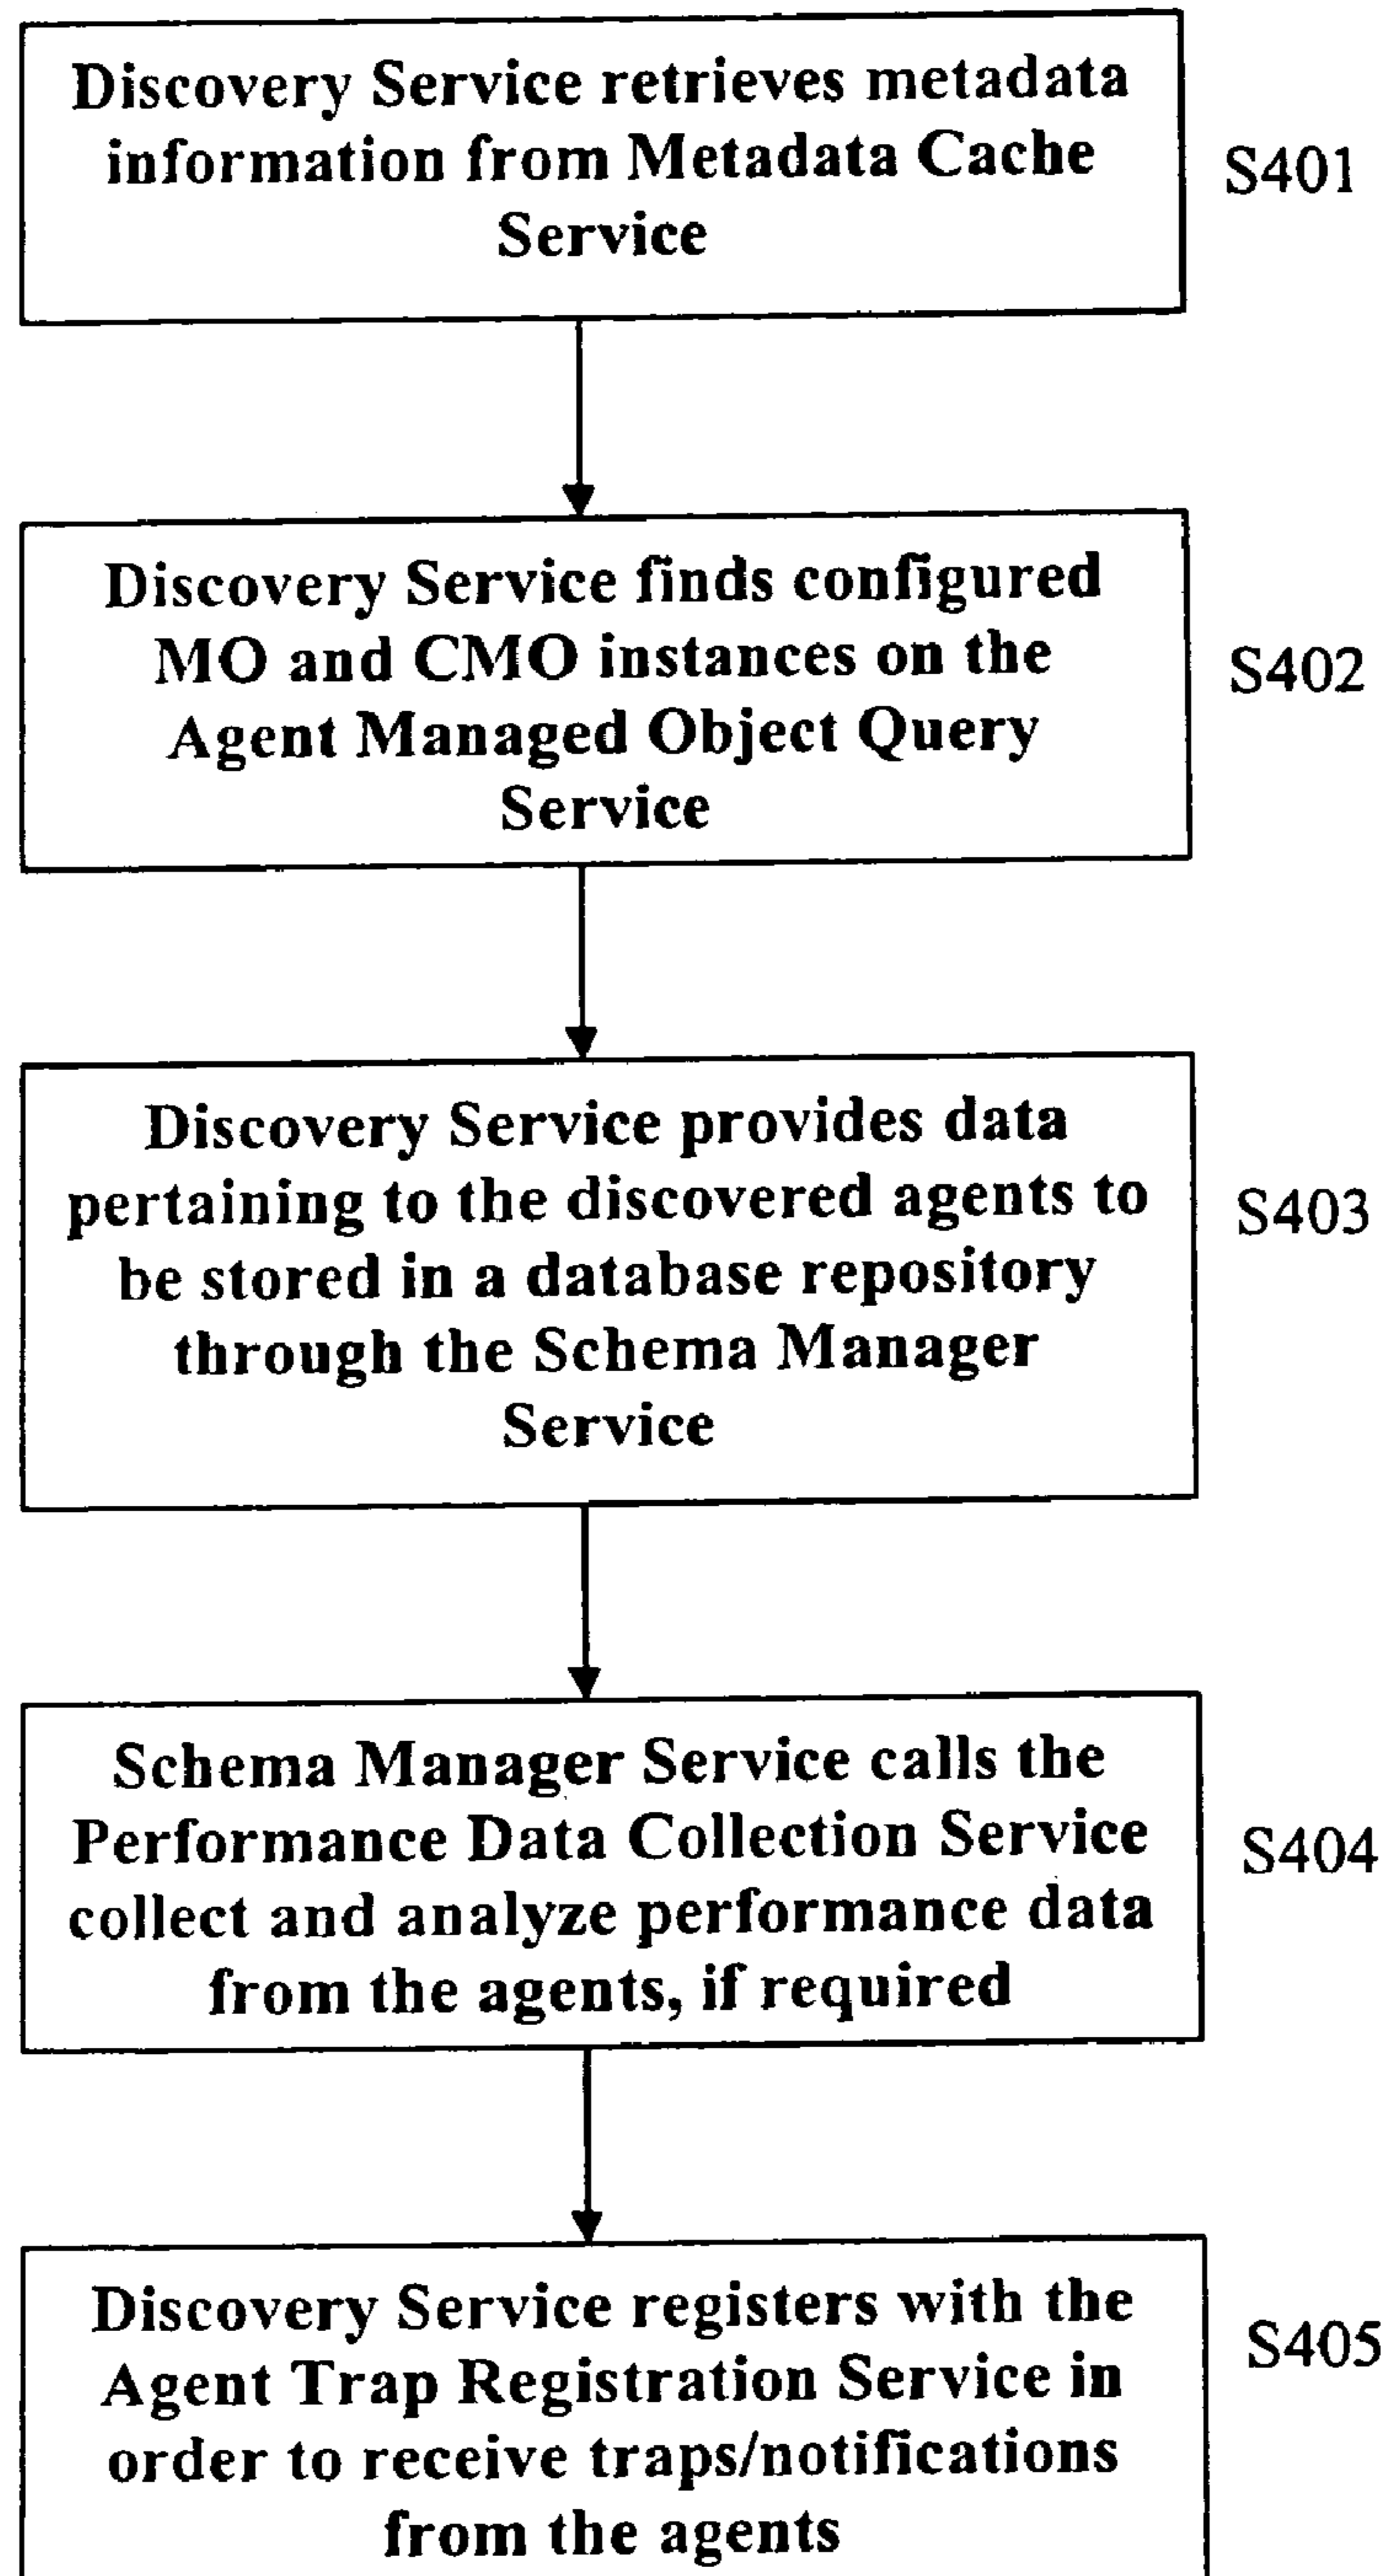 Discovery Service retrieves metadata
information from Metadata Cache
Service
S401
Discovery Service finds configured
MO and CMO instances on the
Agent Managed Object Query
Service
S402
Discovery Service provides data
pertaining to the discovered agents to
be stored in a database repository
through the Schema Manager
Service
S403
Schema Manager Service calls the
Performance Data Collection Service
collect and analyze performance data
from the agents, if required
S404
Discovery Service registers with the
Agent Trap Registration Service in
order to receive traps/notifications
from the agents
S405